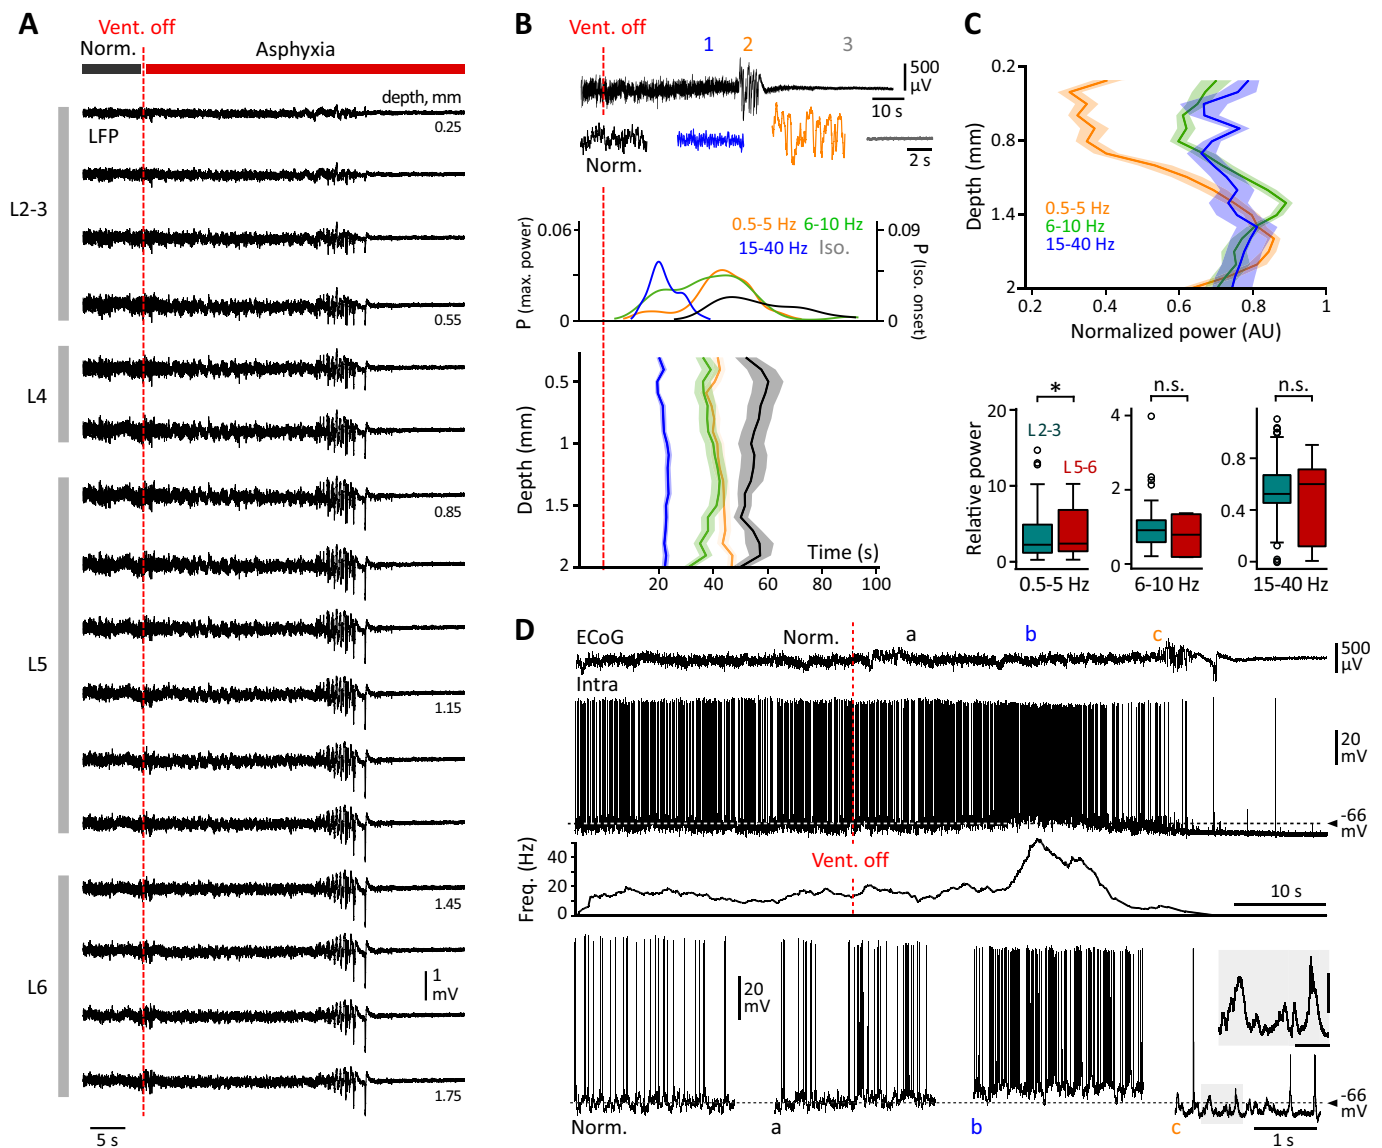 A
Vent. off
Norm.
Asphyxia
depth, mm
LFP
0.25
L2-3
0.55
L4
0.85
L5
1.15
1.45
L6
1
mV
1.75
5 s
B
Vent. off
1 2 3
500
µV
10 s
Norm.
2 s
0.06
0.5-5 Hz 6-10 Hz
15-40 Hz Iso.
0.09
P (max. power)
P (Iso. onset)
0
0
0.5
1
1.5
2
Depth (mm)
Time (s)
20 40 60 80 100
C
0.2
0.8
1.4
2
Depth (mm)
0.5-5 Hz
6-10 Hz
15-40 Hz
0.2 0.4 0.6 0.8 1
Normalized power (AU)
* n.s. n.s.
Relative power
20
10
0
L2-3
L5-6
0.5-5 Hz
4
2
0
6-10 Hz
0.8
0.4
0
15-40 Hz
D
ECoG
Norm. a b c
500
µV
Intra
20
mV
-66
mV
Freq. (Hz)
40
20
0
Vent. off
10 s
20
mV
-66
mV
Norm. a b c
1 s